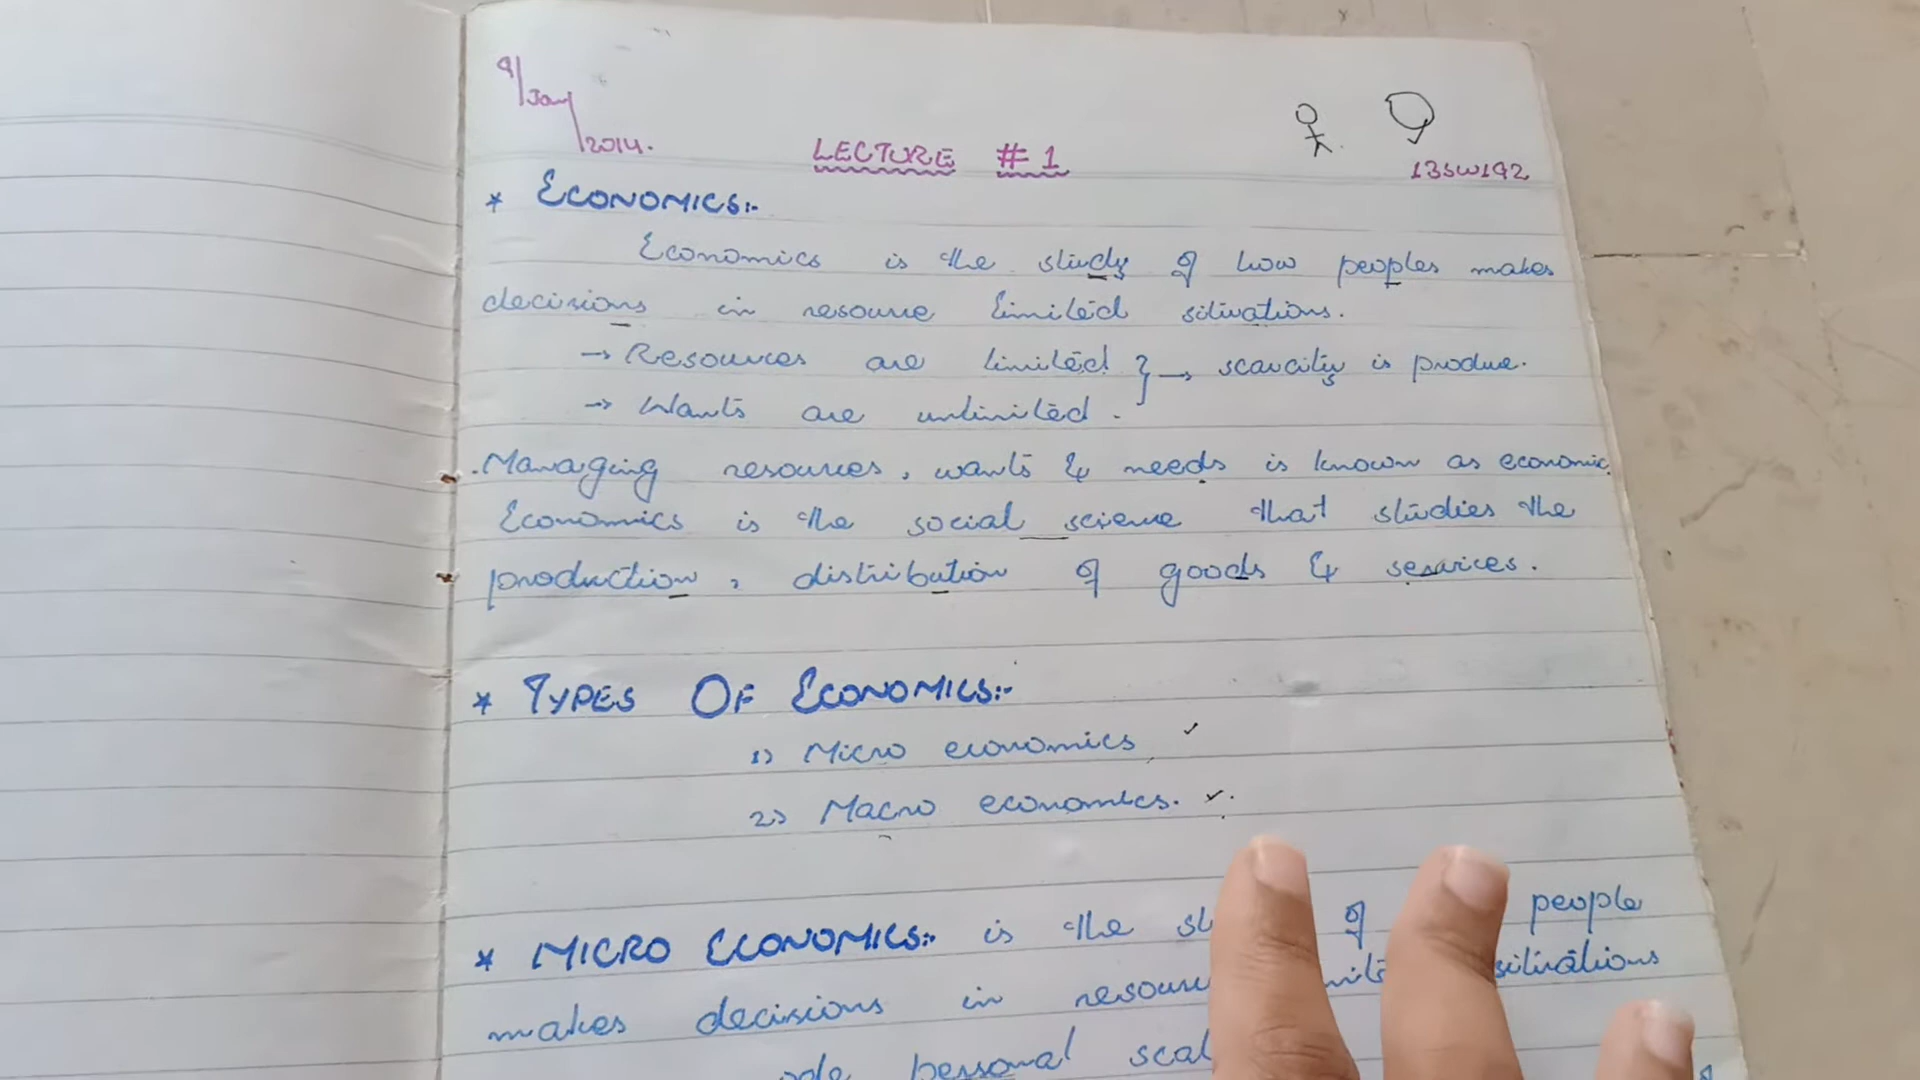 9/Jan/2014.
LECTURE # 1
13SW192
* ECONOMICS:-
Economics is the study of how peoples makes
decisions in resource limited situations.
→ Resources are limited } → scarcity is produce.
→ Wants are unlimited.
Managing resources, wants & needs is known as economic
Economics is the social science that studies the
production, distribution of goods & services.
* TYPES OF ECONOMICS:-
1) Micro economics ✓
2) Macro economics. ✓.
* MICRO ECONOMICS:- is the of people
makes decisions in situations
personal